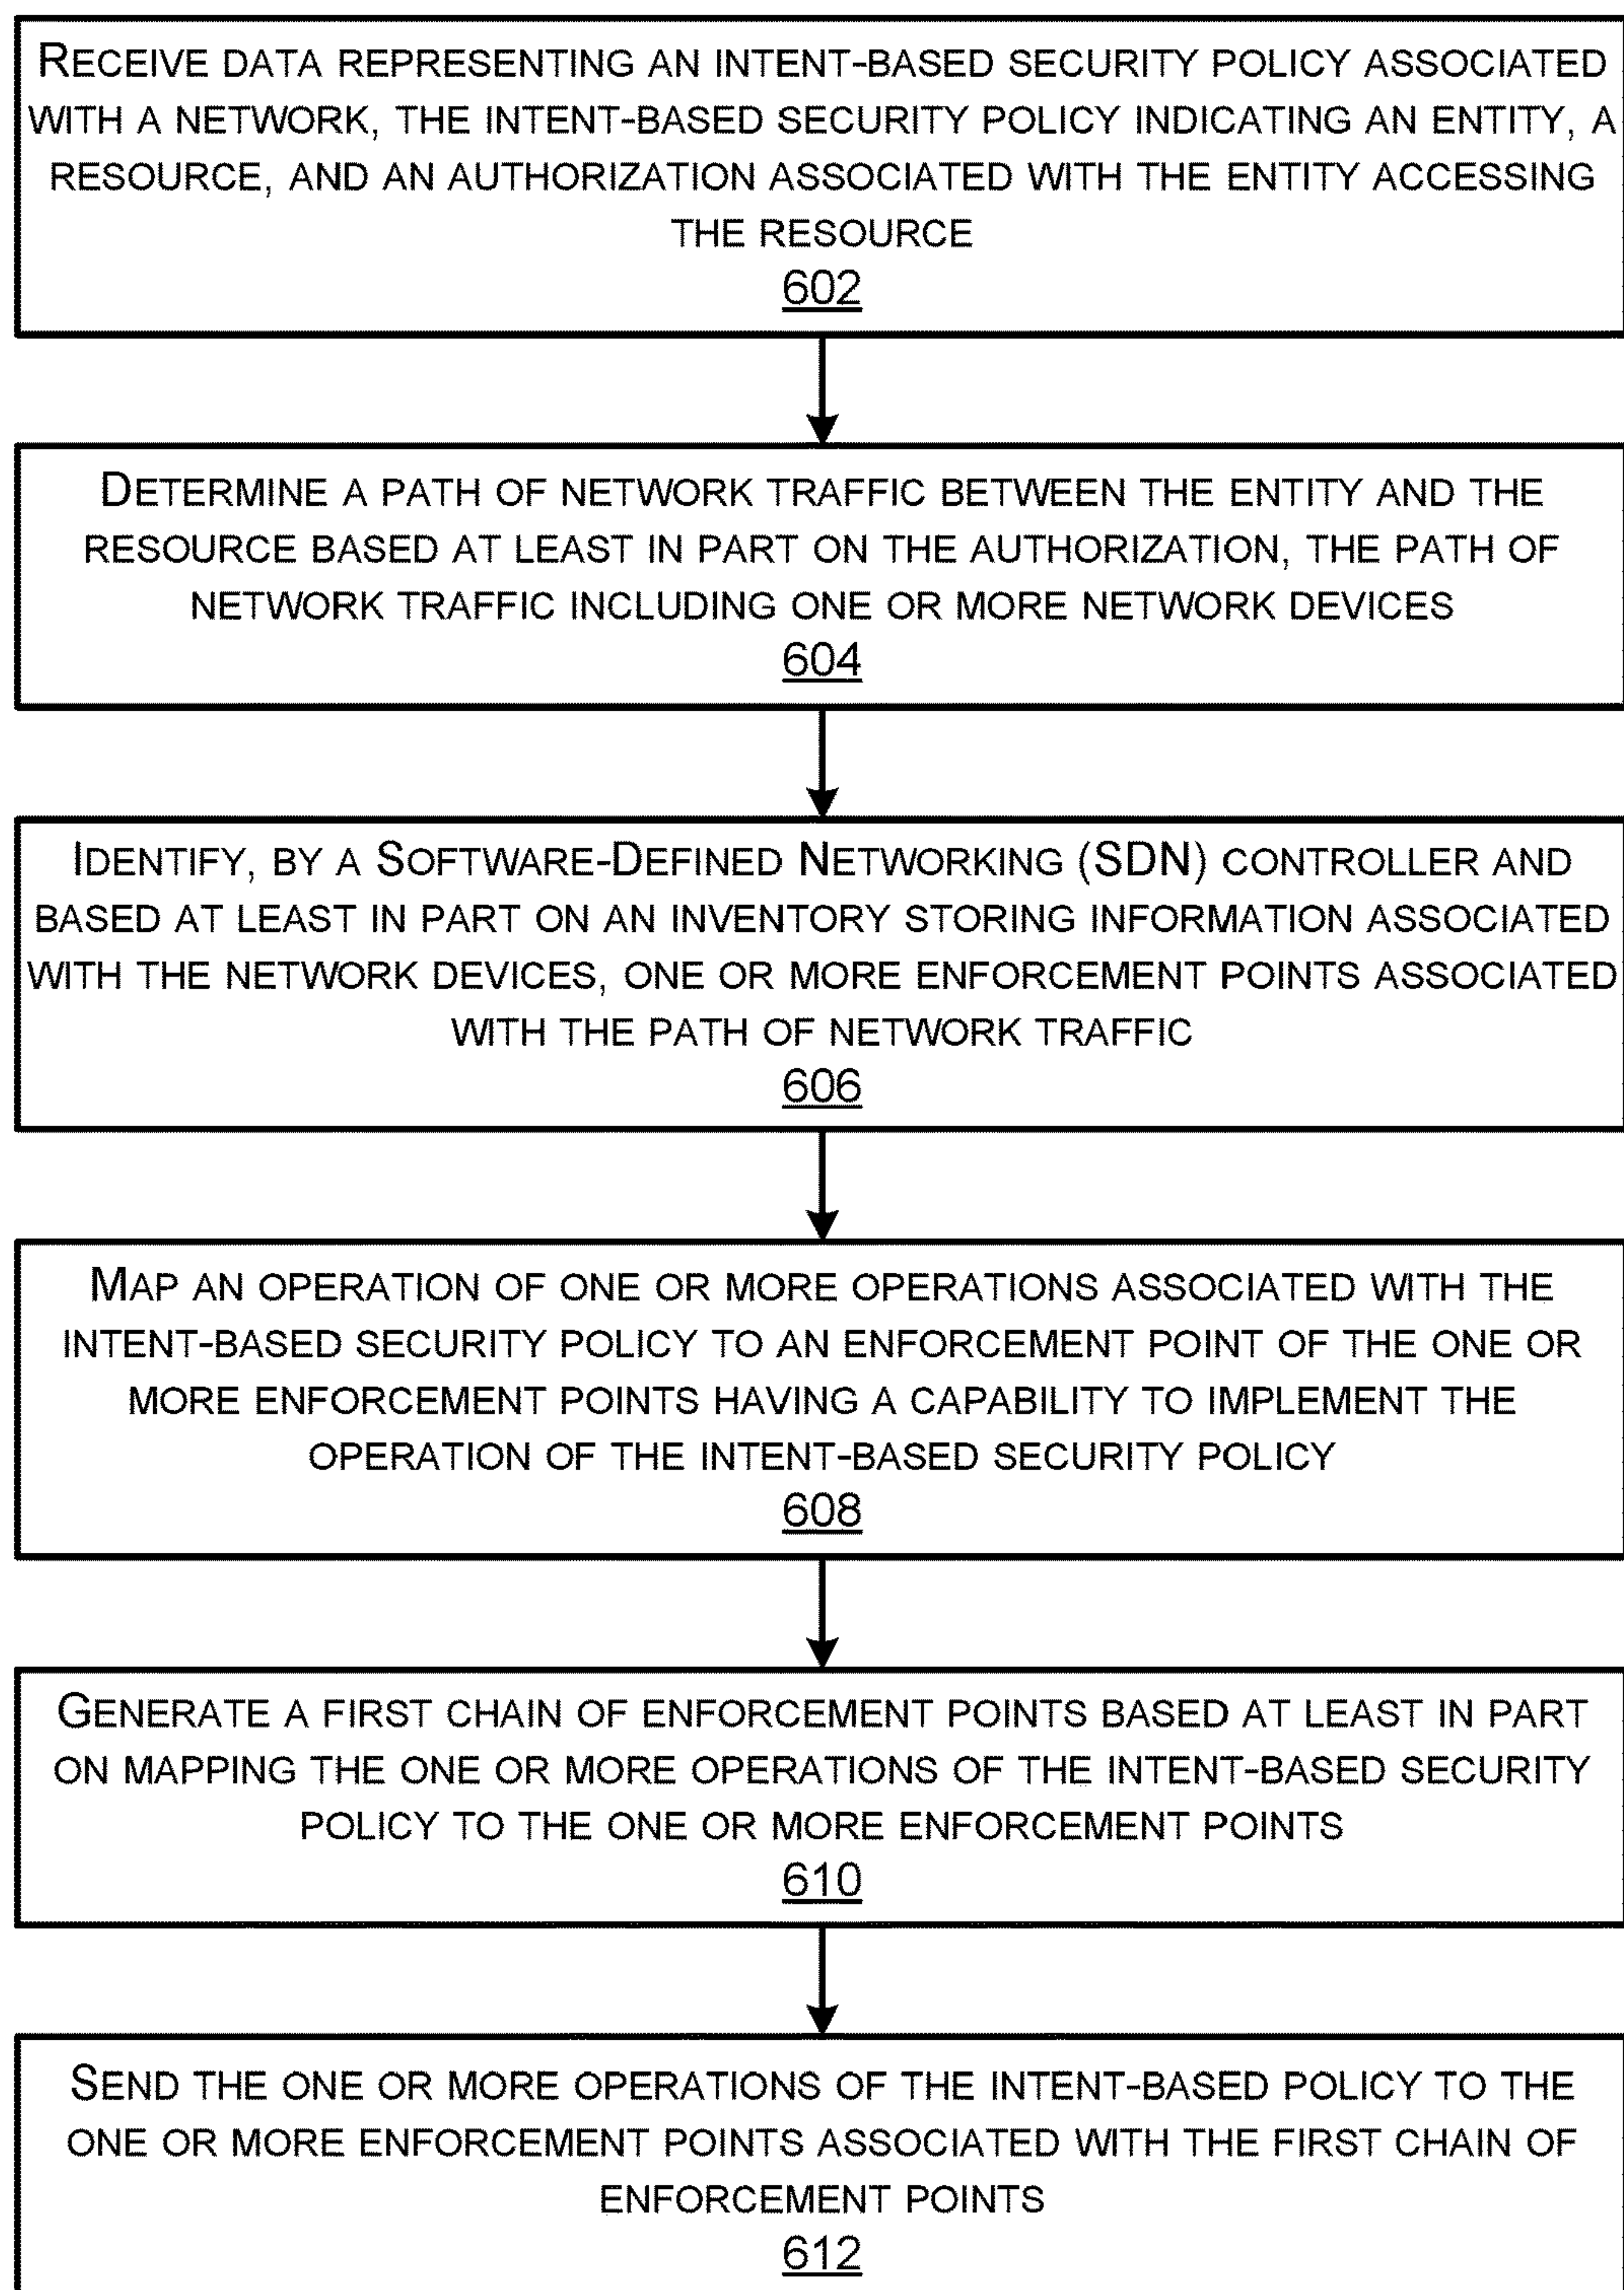 RECEIVE DATA REPRESENTING AN INTENT-BASED SECURITY POLICY ASSOCIATED
WITH A NETWORK, THE INTENT-BASED SECURITY POLICY INDICATING AN ENTITY, A
RESOURCE, AND AN AUTHORIZATION ASSOCIATED WITH THE ENTITY ACCESSING
THE RESOURCE
602
DETERMINE A PATH OF NETWORK TRAFFIC BETWEEN THE ENTITY AND THE
RESOURCE BASED AT LEAST IN PART ON THE AUTHORIZATION, THE PATH OF
NETWORK TRAFFIC INCLUDING ONE OR MORE NETWORK DEVICES
604
IDENTIFY, BY A SOFTWARE-DEFINED NETWORKING (SDN) CONTROLLER AND
BASED AT LEAST IN PART ON AN INVENTORY STORING INFORMATION ASSOCIATED
WITH THE NETWORK DEVICES, ONE OR MORE ENFORCEMENT POINTS ASSOCIATED
WITH THE PATH OF NETWORK TRAFFIC
606
MAP AN OPERATION OF ONE OR MORE OPERATIONS ASSOCIATED WITH THE
INTENT-BASED SECURITY POLICY TO AN ENFORCEMENT POINT OF THE ONE OR
MORE ENFORCEMENT POINTS HAVING A CAPABILITY TO IMPLEMENT THE
OPERATION OF THE INTENT-BASED SECURITY POLICY
608
GENERATE A FIRST CHAIN OF ENFORCEMENT POINTS BASED AT LEAST IN PART
ON MAPPING THE ONE OR MORE OPERATIONS OF THE INTENT-BASED SECURITY
POLICY TO THE ONE OR MORE ENFORCEMENT POINTS
610
SEND THE ONE OR MORE OPERATIONS OF THE INTENT-BASED POLICY TO THE
ONE OR MORE ENFORCEMENT POINTS ASSOCIATED WITH THE FIRST CHAIN OF
ENFORCEMENT POINTS
612